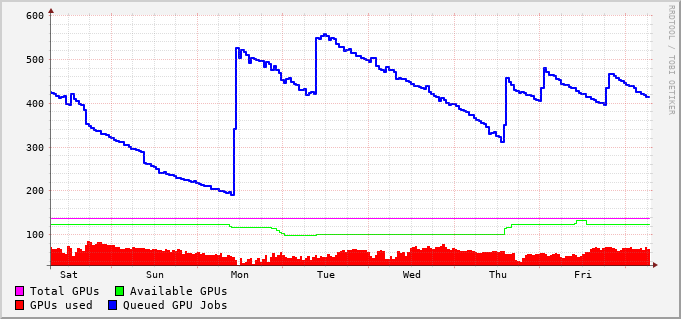 600
500
400
300
200
100
Sat Sun Mon Tue Wed Thu Fri
Total GPUs Available GPUs
GPUs used Queued GPU Jobs
RRDTOOL / TOBI OETIKER